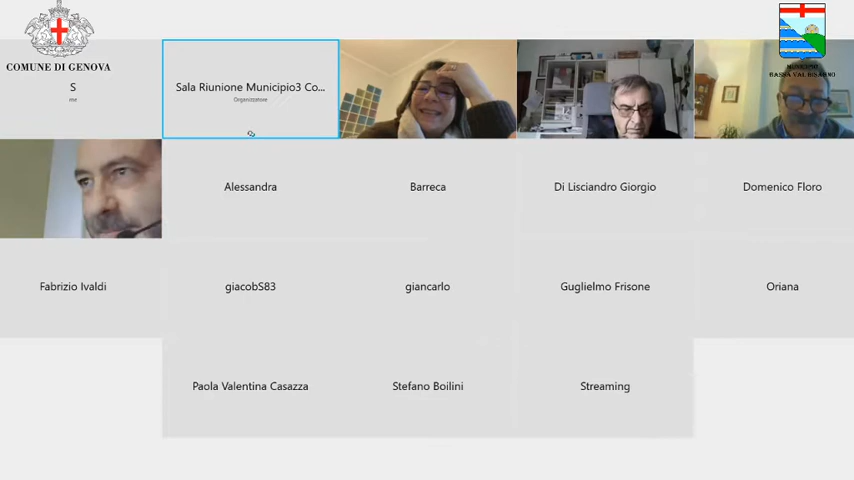 COMUNE DI GENOVA
MUNICIPIO
BASSA VAL BISAGNO
S
me
Sala Riunione Municipio3 Co...
Organizzatore
Alessandra
Barreca
Di Lisciandro Giorgio
Domenico Floro
Fabrizio Ivaldi
giacobS83
giancarlo
Guglielmo Frisone
Oriana
Paola Valentina Casazza
Stefano Boilini
Streaming